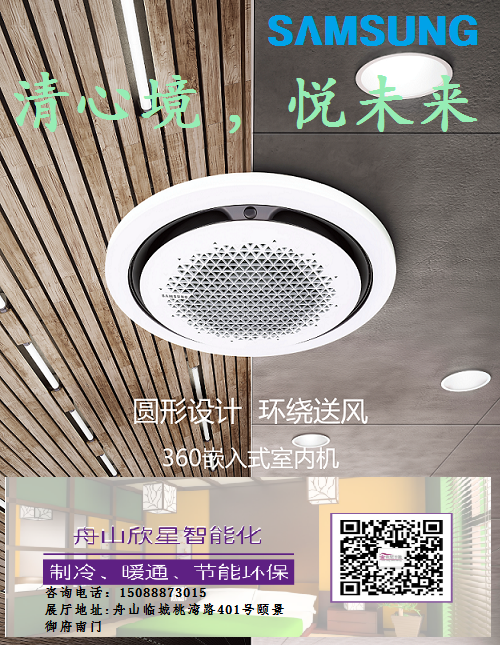 SAMSUNG
清心境，悦未来
SAMSUNG
圆形设计 环绕送风
360嵌入式室内机
舟山欣星智能化
制冷、暖通、节能环保
咨询电话：15088873015
展厅地址:舟山临城桃湾路401号颐景
御府南门